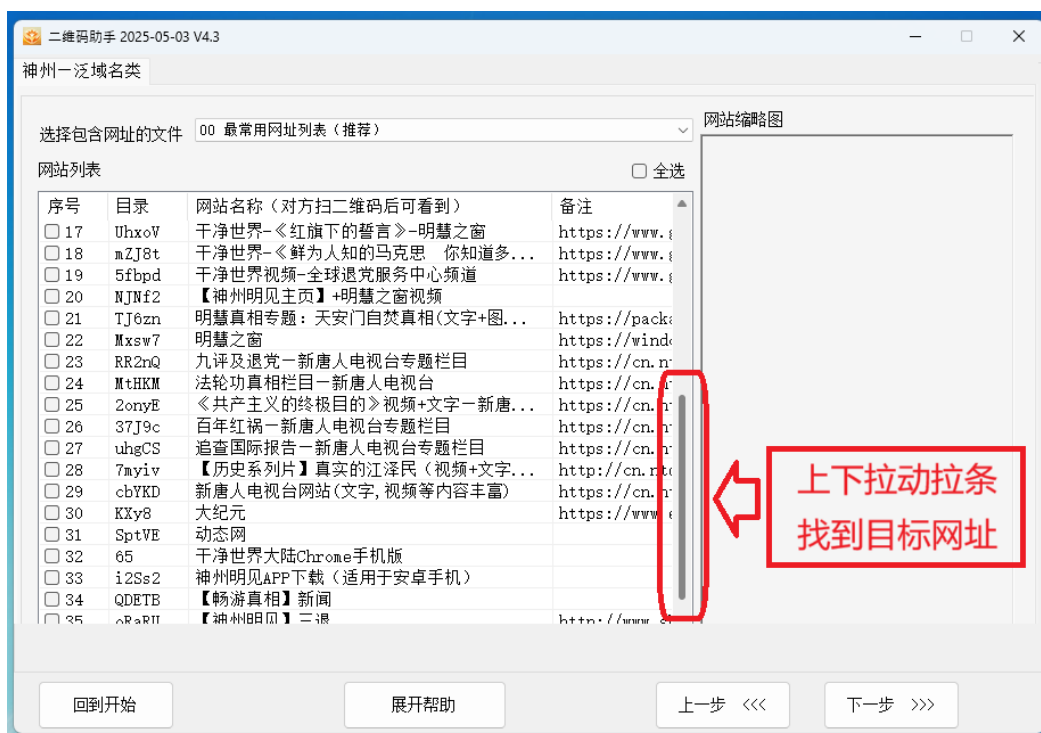 二维码助手 2025-05-03 V4.3
神州一泛域名类
选择包含网址的文件 00 最常用网址列表（推荐）
网站缩略图
网站列表 全选
序号 目录 网站名称（对方扫二维码后可看到） 备注
17 UhxoV 干净世界-《红旗下的誓言》-明慧之窗 https://www.g
18 mZJ8t 干净世界-《鲜为人知的马克思 你知道多... https://www.g
19 5fbpd 干净世界视频-全球退党服务中心频道 https://www.g
20 NJNf2 【神州明见主页】+明慧之窗视频
21 TJ6zn 明慧真相专题：天安门自焚真相(文字+图... https://packa
22 Mxsw7 明慧之窗 https://windo
23 RR2nQ 九评及退党一新唐人电视台专题栏目 https://cn.n
24 MtHKM 法轮功真相栏目一新唐人电视台 https://cn.
25 2onyE 《共产主义的终极目的》视频+文字一新唐... https://cn.
26 37J9c 百年红祸一新唐人电视台专题栏目 https://cn.
27 uhgCS 追查国际报告一新唐人电视台专题栏目 https://cn.
28 7myiv 【历史系列片】真实的江泽民（视频+文字... http://cn.ntd
29 cbYKD 新唐人电视台网站(文字,视频等内容丰富) https://cn.
30 KXy8 大纪元 https://www
31 SptVE 动态网
32 65 干净世界大陆Chrome手机版
33 i2Ss2 神州明见APP下载（适用于安卓手机）
34 QDETB 【畅游真相】新闻
35 oRaRU 【神州明见】三退 http://www
上下拉动拉条
找到目标网址
回到开始 展开帮助 上一步 <<< 下一步 >>>